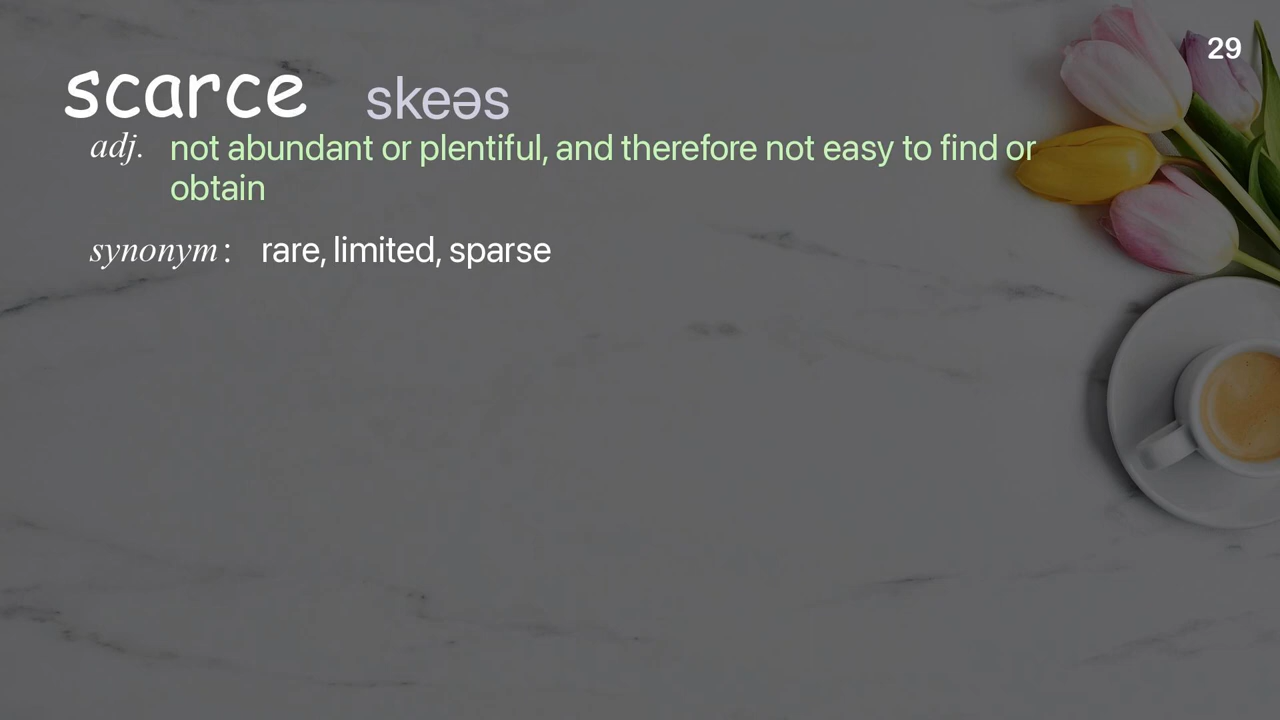 29
scarce skeəs
adj. not abundant or plentiful, and therefore not easy to find or
obtain
synonym : rare, limited, sparse